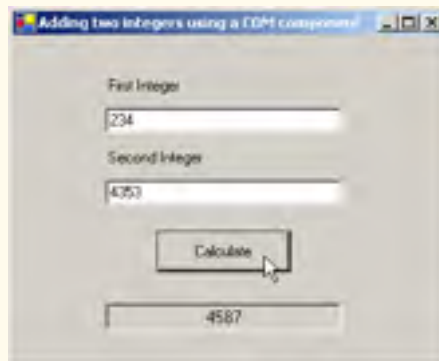 Adding two integers using a COM component
First Integer
234
Second Integer
4353
Calculate
4587